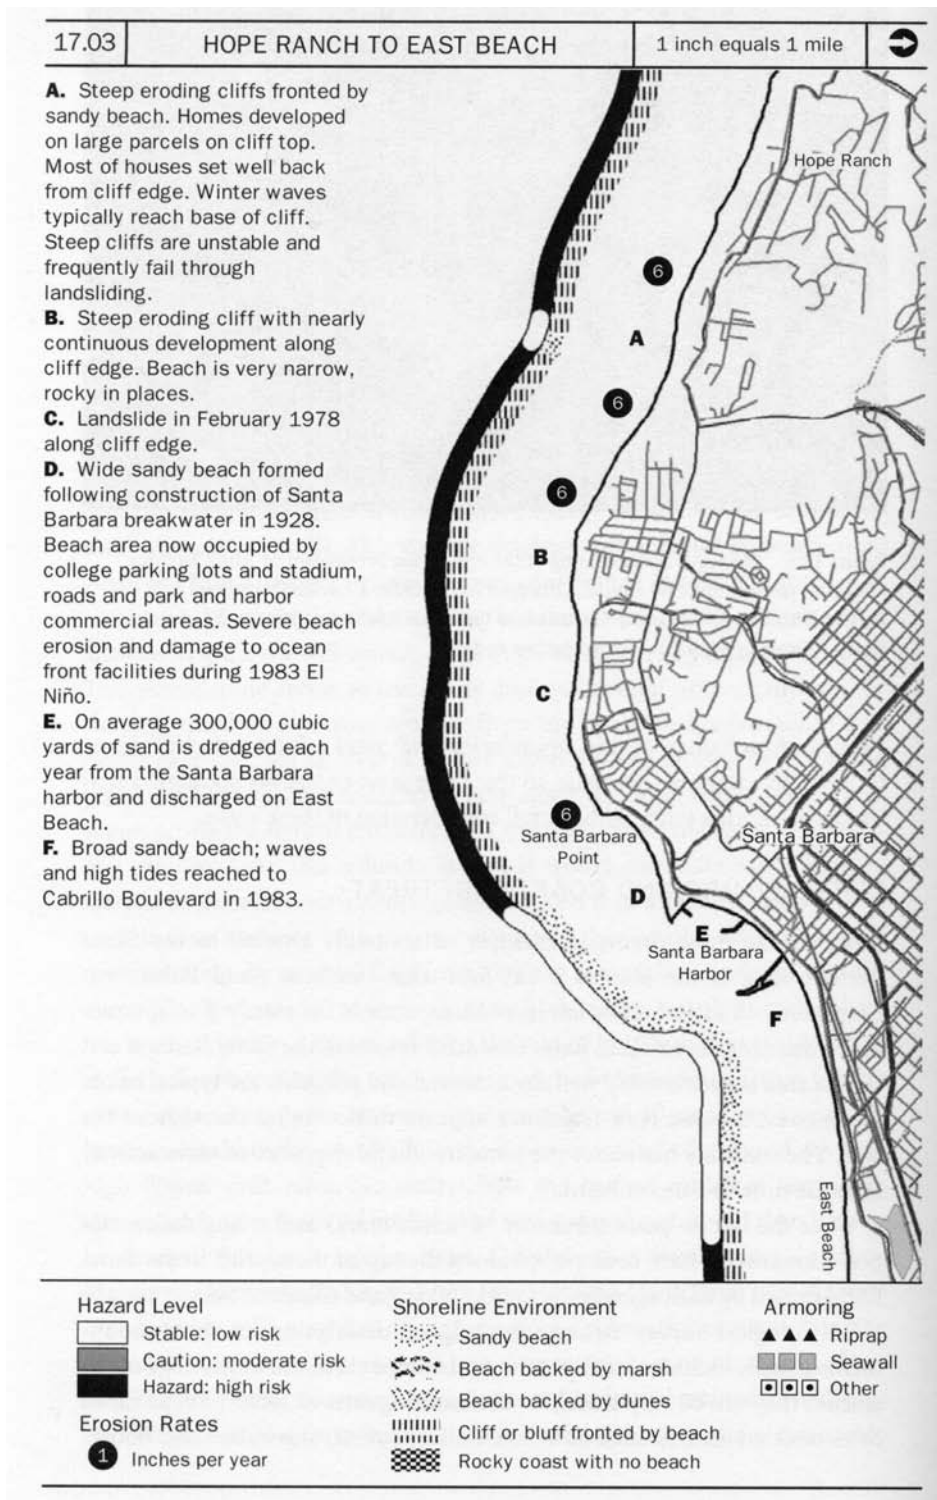 17.03
HOPE RANCH TO EAST BEACH
1 inch equals 1 mile
A. Steep eroding cliffs fronted by
sandy beach. Homes developed
on large parcels on cliff top.
Most of houses set well back
from cliff edge. Winter waves
typically reach base of cliff.
Steep cliffs are unstable and
frequently fail through
landsliding.
B. Steep eroding cliff with nearly
continuous development along
cliff edge. Beach is very narrow,
rocky in places.
C. Landslide in February 1978
along cliff edge.
D. Wide sandy beach formed
following construction of Santa
Barbara breakwater in 1928.
Beach area now occupied by
college parking lots and stadium,
roads and park and harbor
commercial areas. Severe beach
erosion and damage to ocean
front facilities during 1983 El
Niño.
E. On average 300,000 cubic
yards of sand is dredged each
year from the Santa Barbara
harbor and discharged on East
Beach.
F. Broad sandy beach; waves
and high tides reached to
Cabrillo Boulevard in 1983.
Hope Ranch
6
A
6
6
B
C
6
Santa Barbara
Point
Santa Barbara
D
E
Santa Barbara
Harbor
F
East Beach
Hazard Level
Stable: low risk
Caution: moderate risk
Hazard: high risk
Erosion Rates
1 Inches per year
Shoreline Environment
Sandy beach
Beach backed by marsh
Beach backed by dunes
Cliff or bluff fronted by beach
Rocky coast with no beach
Armoring
Riprap
Seawall
Other